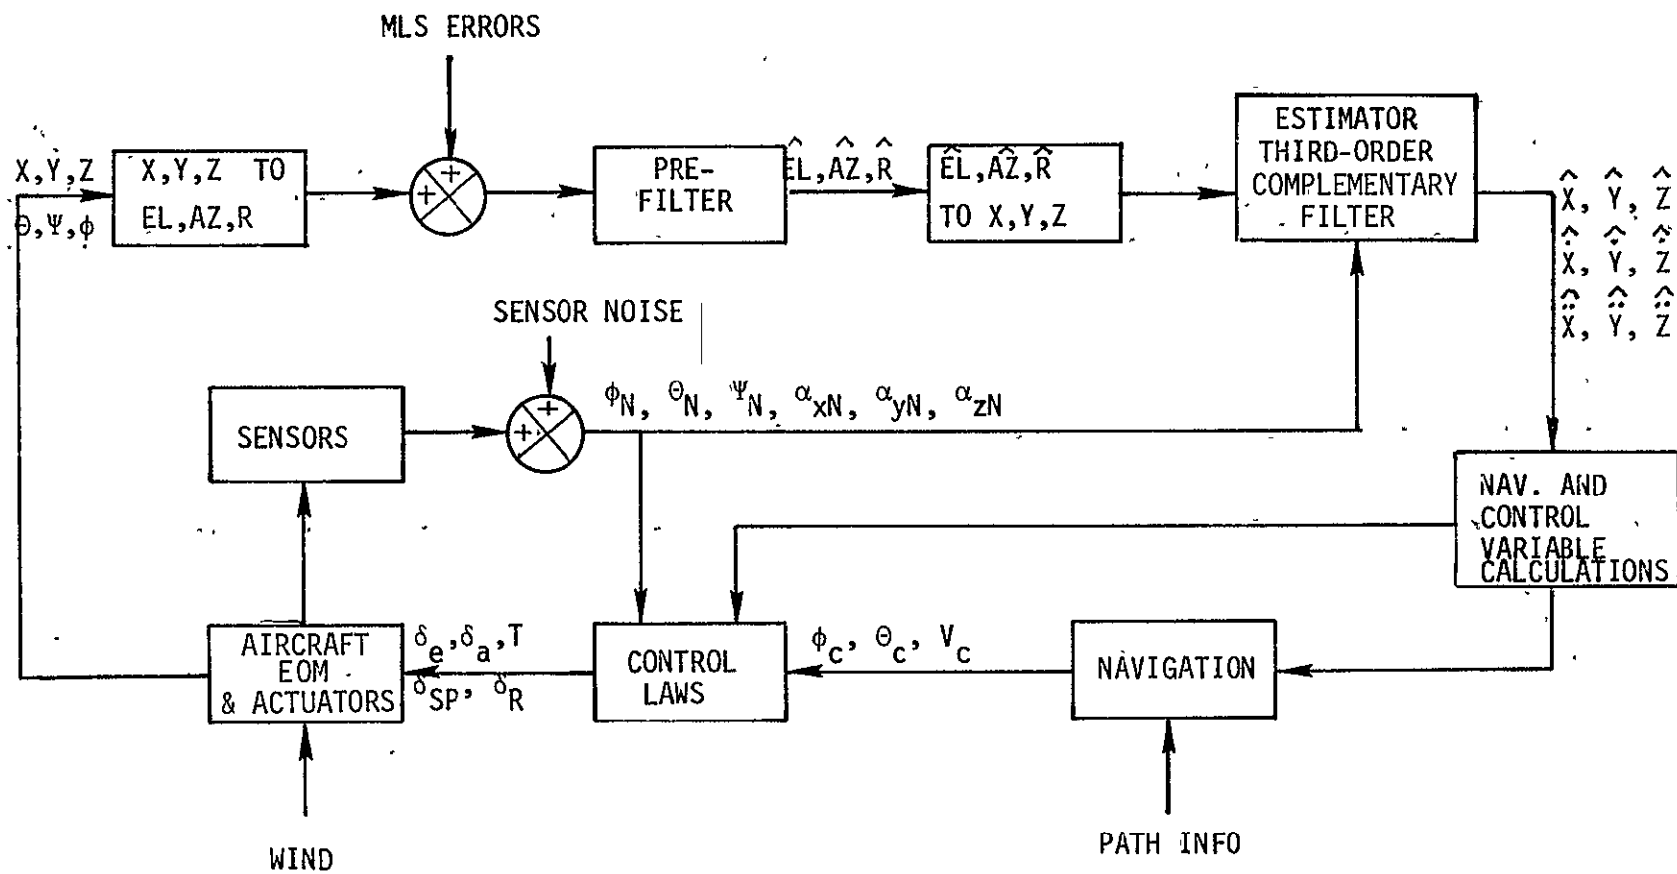 MLS ERRORS
X,Y,Z
Θ,Ψ,ϕ
X,Y,Z TO
EL,AZ,R
+
+
PRE-
FILTER
ÊL,ÂZ,R̂
ÊL,ÂZ,R̂
TO X,Y,Z
ESTIMATOR
THIRD-ORDER
COMPLEMENTARY
FILTER
X̂, Ŷ, Ẑ
Ẋ̂, Ẏ̂, Ż̂
Ẍ̂, Ÿ̂, Z̈̂
SENSOR NOISE
SENSORS
+
+
ϕN, ΘN, ΨN, αxN, αyN, αzN
NAV. AND
CONTROL
VARIABLE
CALCULATIONS
AIRCRAFT
EOM
& ACTUATORS
δe,δa,T
δSP, δR
CONTROL
LAWS
ϕc, Θc, Vc
NAVIGATION
WIND
PATH INFO